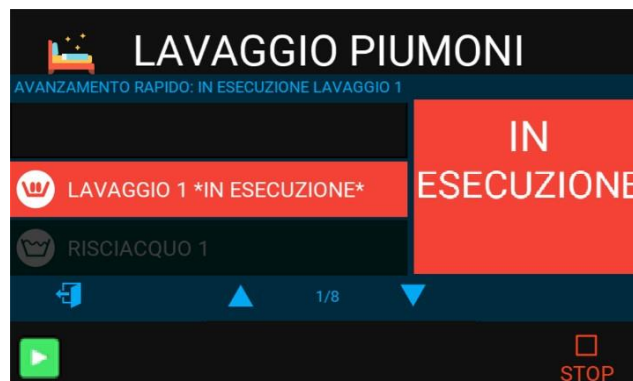 LAVAGGIO PIUMONI
AVANZAMENTO RAPIDO: IN ESECUZIONE LAVAGGIO 1
IN
ESECUZIONE
LAVAGGIO 1 *IN ESECUZIONE*
RISCIACQUO 1
1/8
STOP